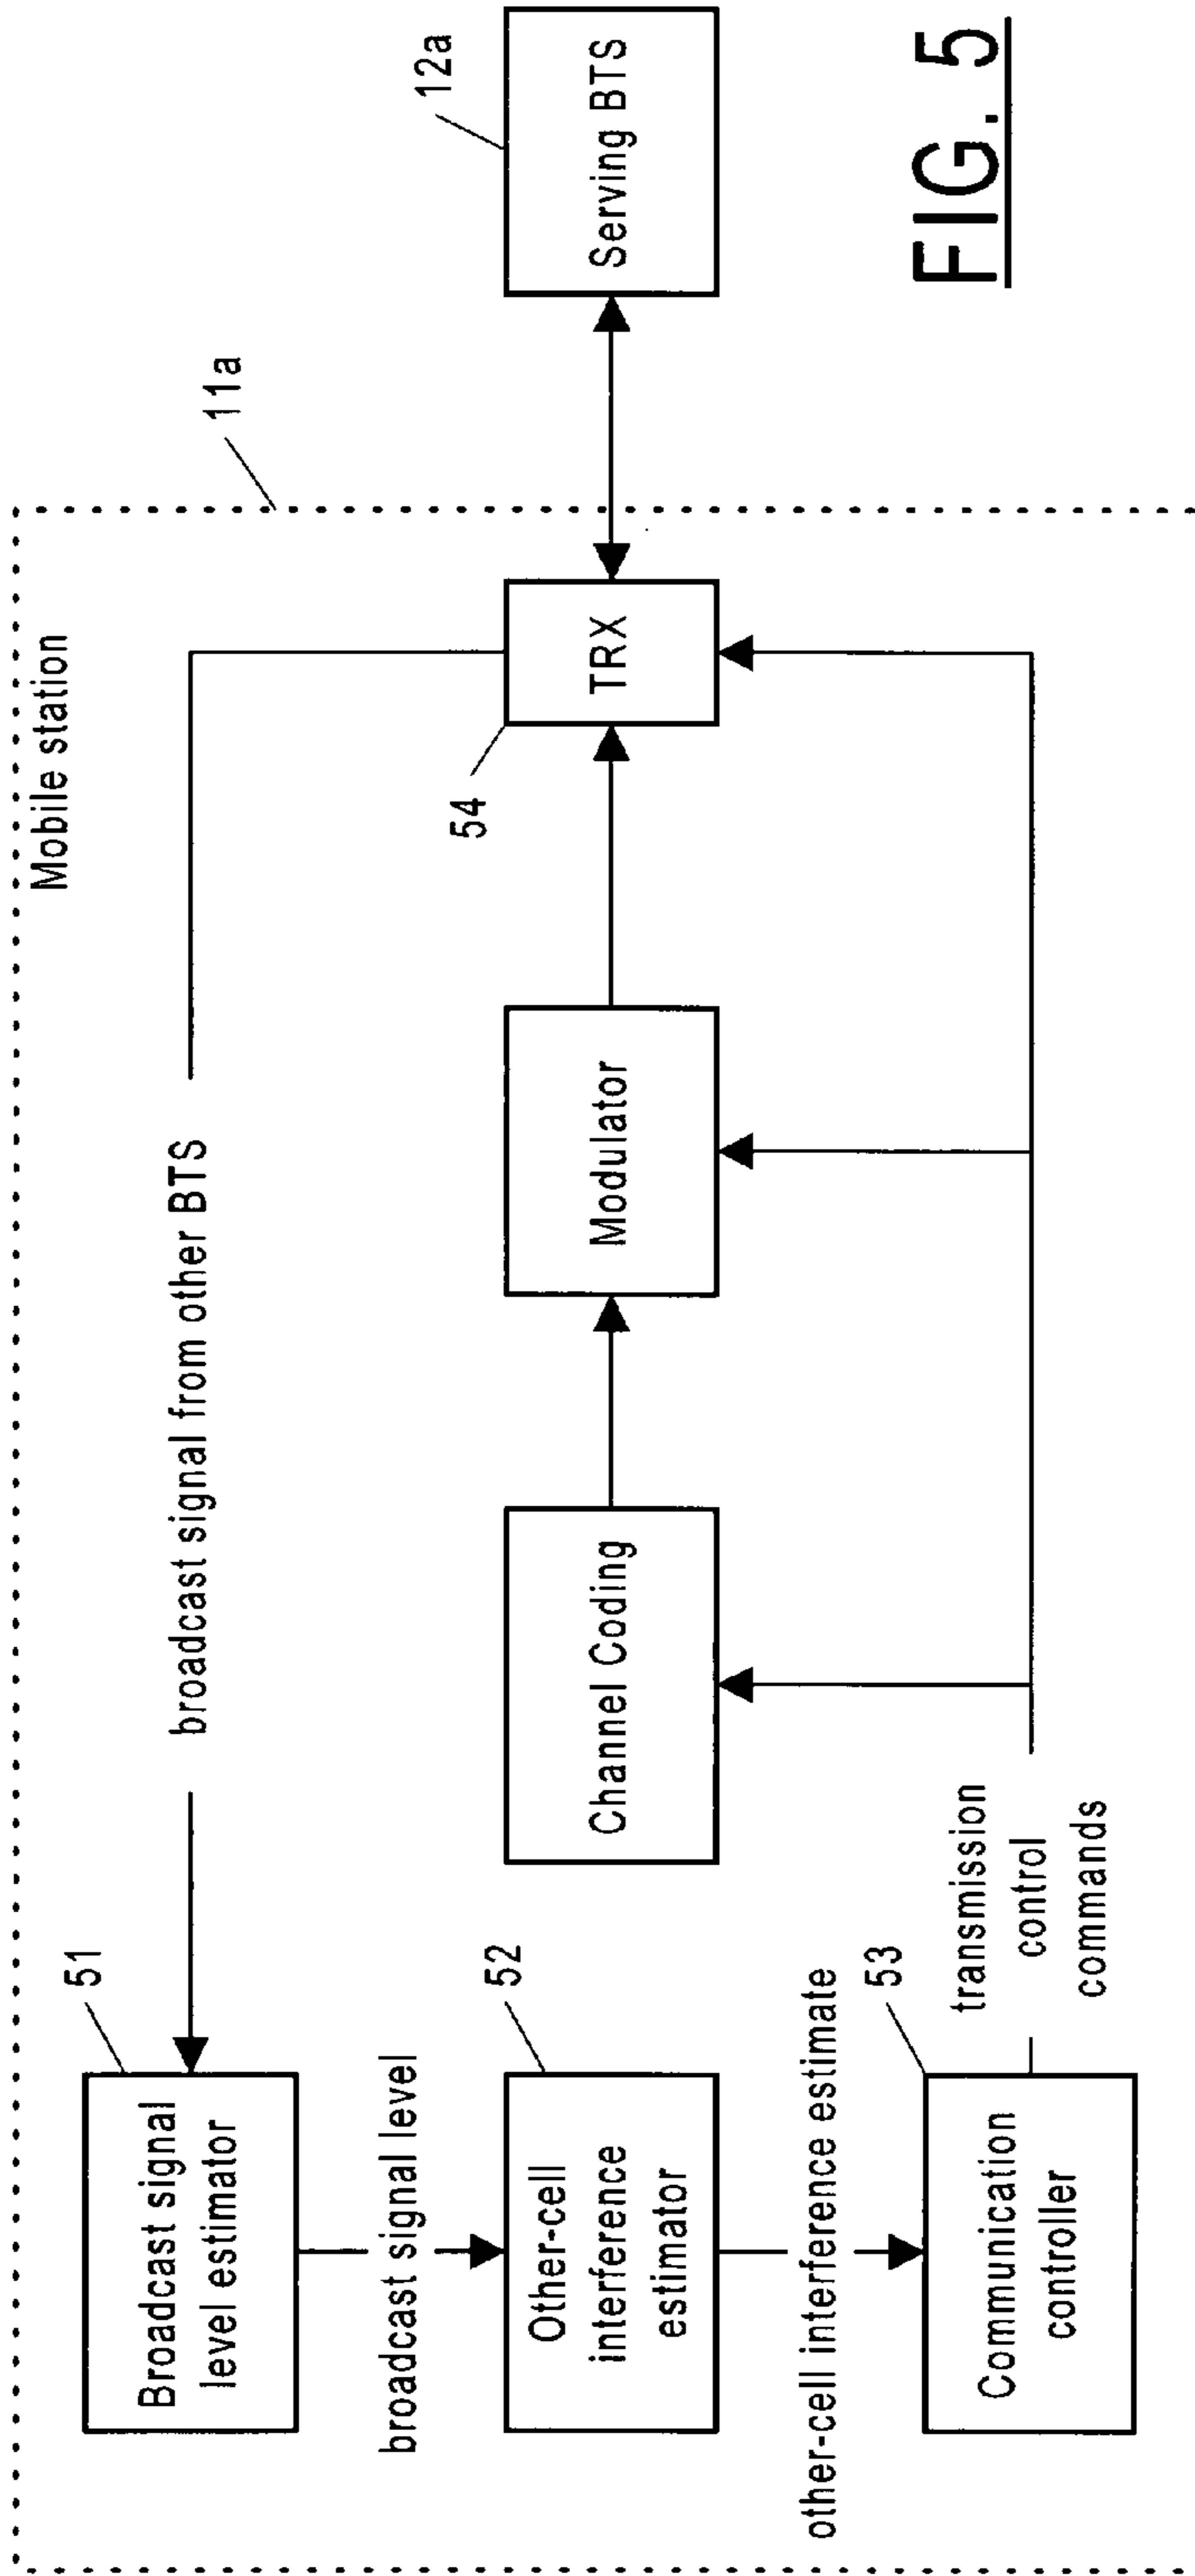 Mobile station
11a
51
Broadcast signal
level estimator
broadcast signal from other BTS
broadcast signal level
52
Other-cell
interference
estimator
Channel Coding
Modulator
54
TRX
12a
Serving BTS
other-cell interference estimate
53
Communication
controller
transmission
control
commands
FIG. 5